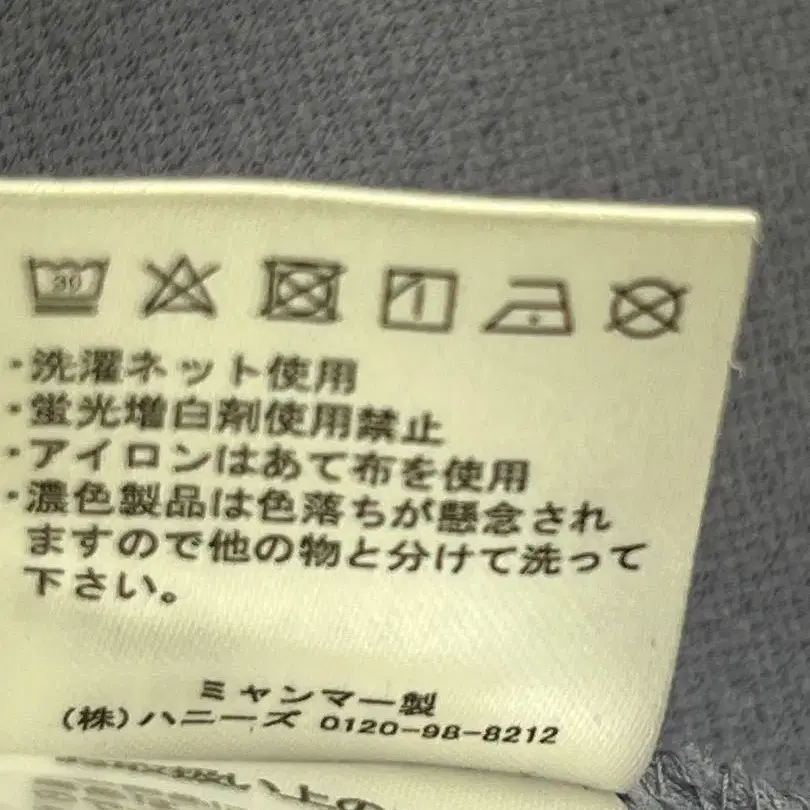 30
・洗濯ネット使用
・蛍光増白剤使用禁止
・アイロンはあて布を使用
・濃色製品は色落ちが懸念され
ますので他の物と分けて洗って
下さい。
ミャンマー製
(株)ハニーズ 0120-98-8212